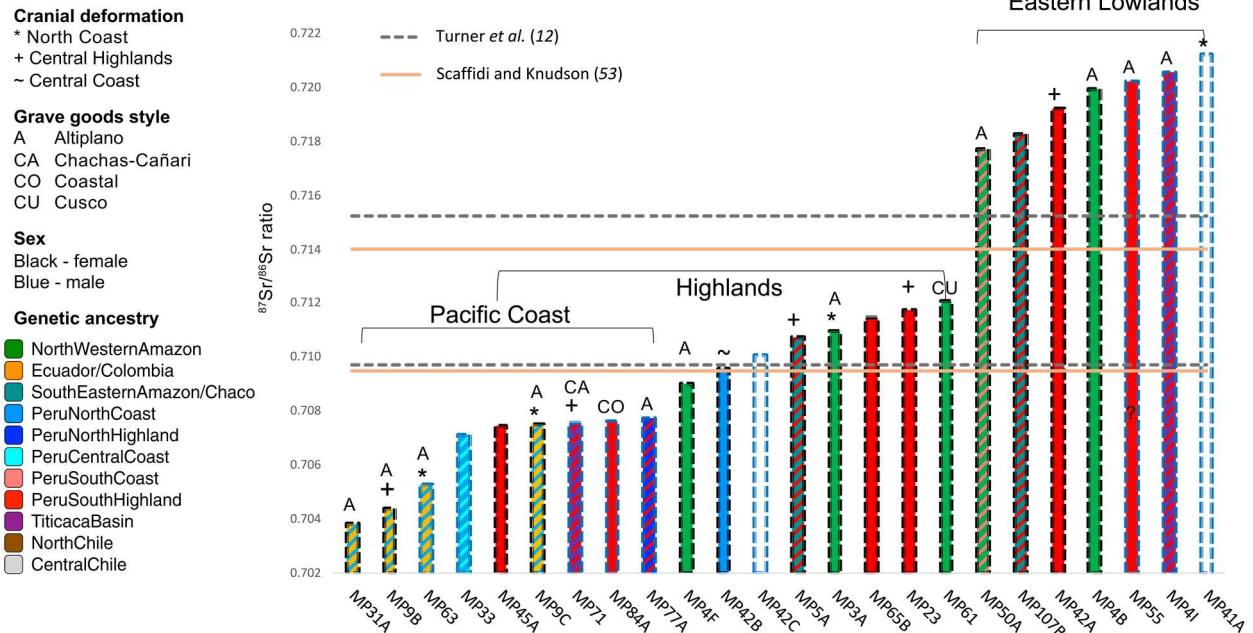 Cranial deformation
* North Coast
+ Central Highlands
~ Central Coast
Grave goods style
A Altiplano
CA Chachas-Cañari
CO Coastal
CU Cusco
Sex
Black - female
Blue - male
Genetic ancestry
NorthWesternAmazon
Ecuador/Colombia
SouthEasternAmazon/Chaco
PeruNorthCoast
PeruNorthHighland
PeruCentralCoast
PeruSouthCoast
PeruSouthHighland
TiticacaBasin
NorthChile
CentralChile
Eastern Lowlands
Turner et al. (12)
Scaffidi and Knudson (53)
Highlands
Pacific Coast
87Sr/86Sr ratio
0.722
0.720
0.718
0.716
0.714
0.712
0.710
0.708
0.706
0.704
0.702
A
A
+
A
*
A
*
CA
+
CO
A
A
~
+
A
*
+
CU
A
+
A
A
?
A
*
MP31A
MP9B
MP63
MP33
MP45A
MP9C
MP71
MP84A
MP77A
MP4F
MP42B
MP42C
MP5A
MP3A
MP65B
MP23
MP61
MP50A
MP107B
MP42A
MP4B
MP55
MP4I
MP41A